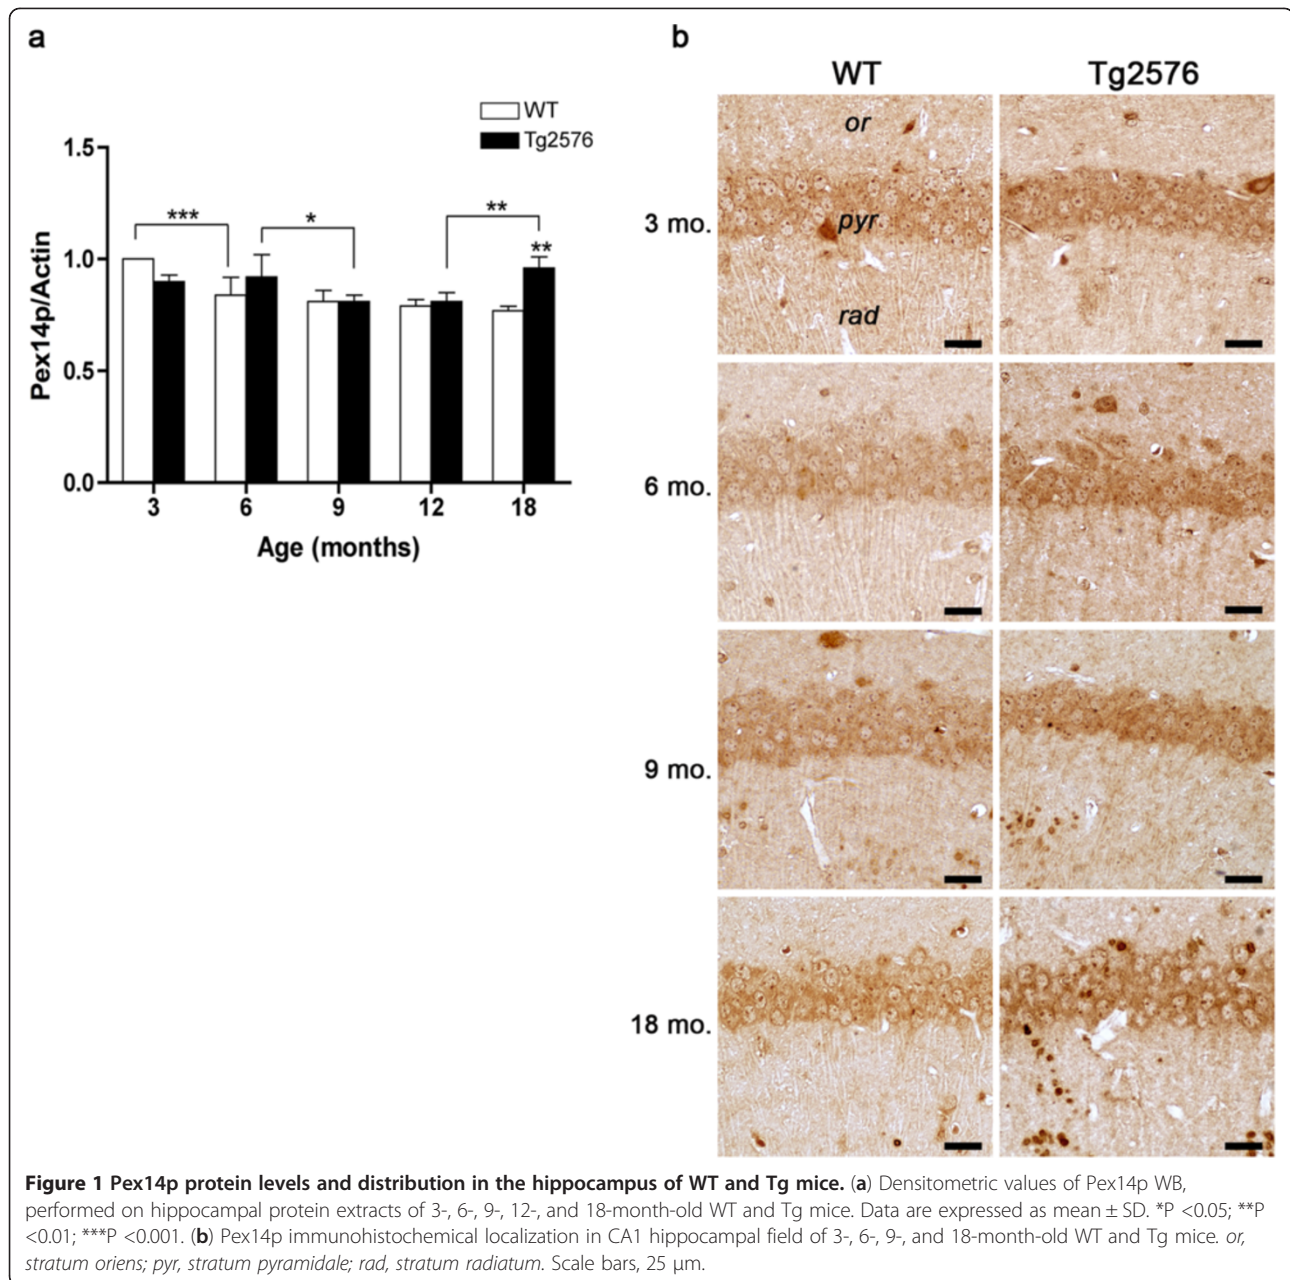 a
WT
Tg2576
1.5
1.0
0.5
0.0
Pex14p/Actin
***
*
**
**
3 6 9 12 18
Age (months)
b
WT Tg2576
3 mo.
or
pyr
rad
6 mo.
9 mo.
18 mo.
Figure 1 Pex14p protein levels and distribution in the hippocampus of WT and Tg mice. (a) Densitometric values of Pex14p WB,
performed on hippocampal protein extracts of 3-, 6-, 9-, 12-, and 18-month-old WT and Tg mice. Data are expressed as mean ± SD. *P <0.05; **P
<0.01; ***P <0.001. (b) Pex14p immunohistochemical localization in CA1 hippocampal field of 3-, 6-, 9-, and 18-month-old WT and Tg mice. or,
stratum oriens; pyr, stratum pyramidale; rad, stratum radiatum. Scale bars, 25 μm.